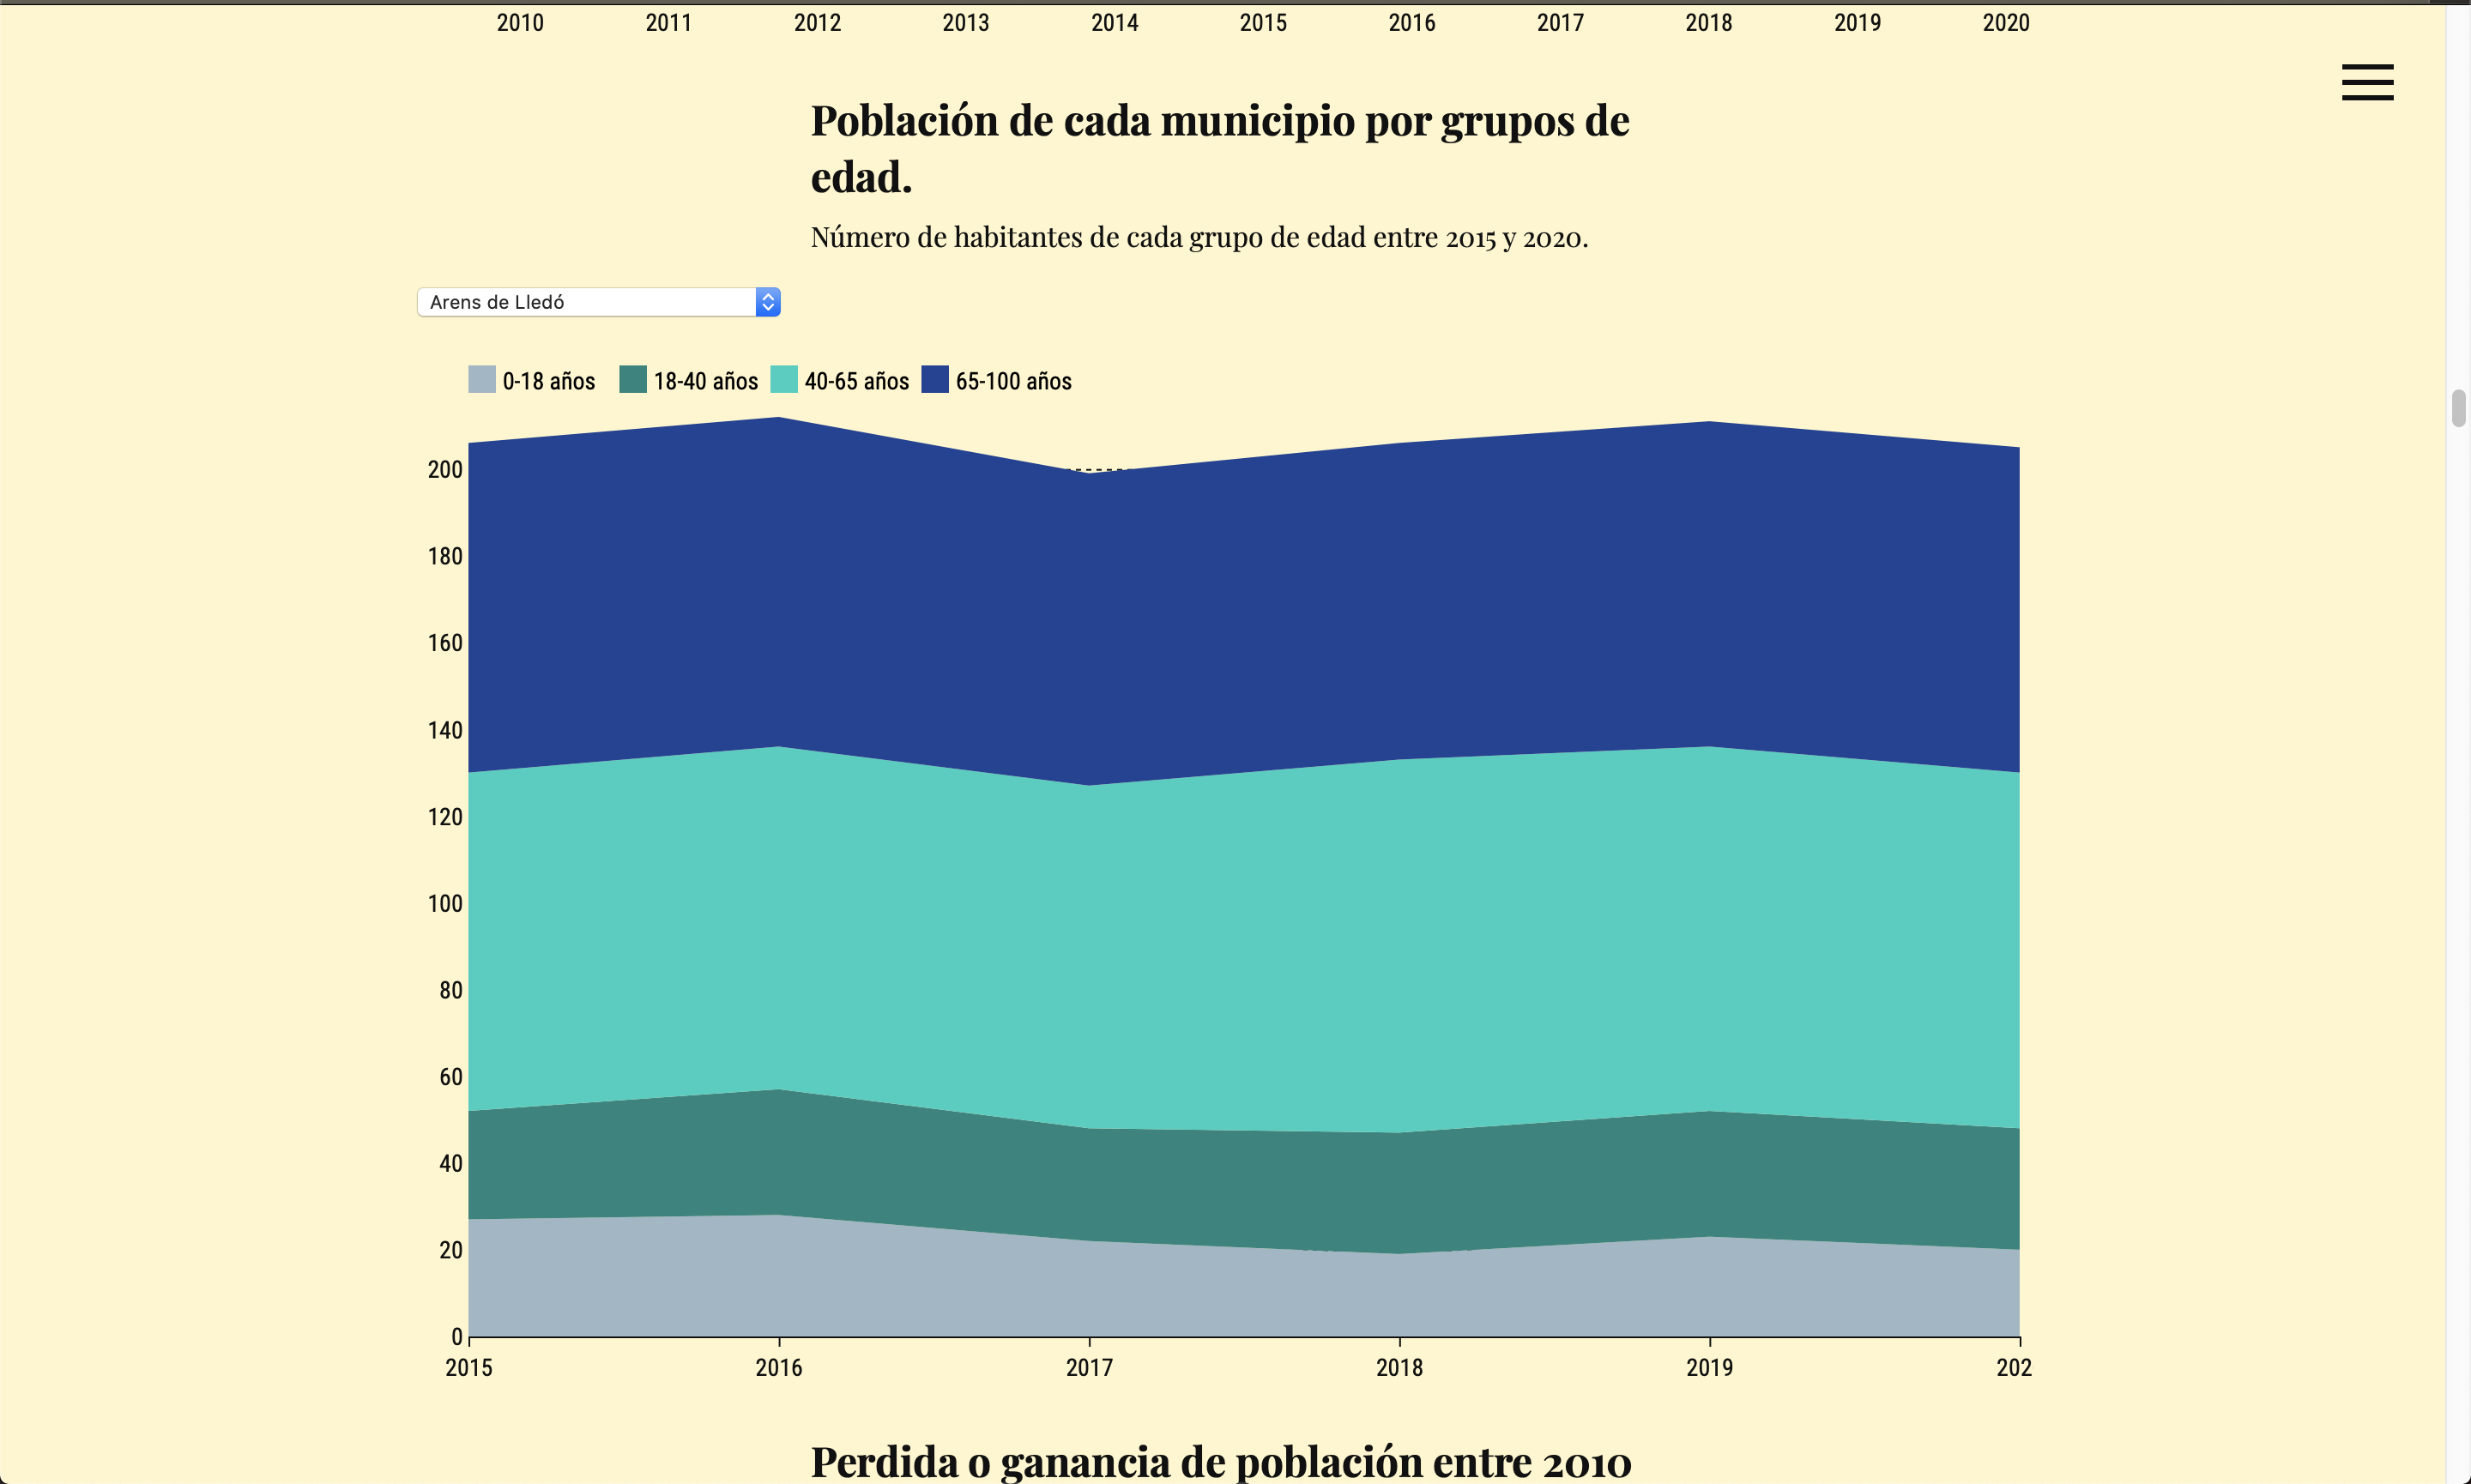 2010 2011 2012 2013 2014 2015 2016 2017 2018 2019 2020
Población de cada municipio por grupos de
edad.
Número de habitantes de cada grupo de edad entre 2015 y 2020.
Arens de Lledó
0-18 años 18-40 años 40-65 años 65-100 años
200
180
160
140
120
100
80
60
40
20
0
2015 2016 2017 2018 2019 202
Perdida o ganancia de población entre 2010